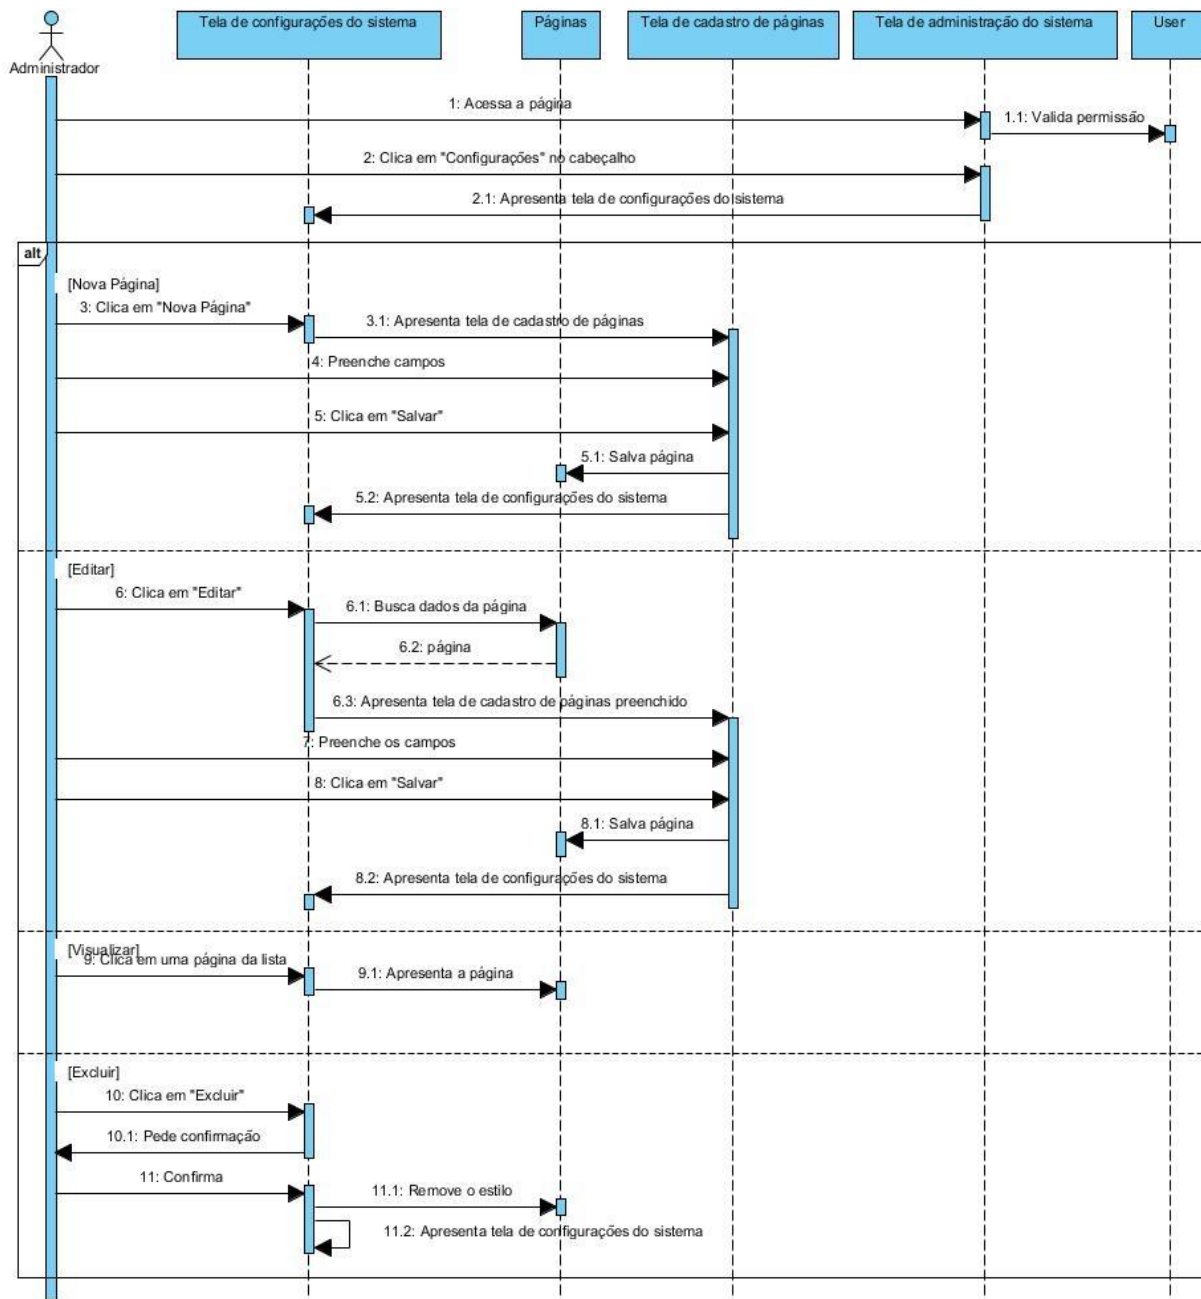 Tela de configurações do sistema
Páginas
Tela de cadastro de páginas
Tela de administração do sistema
User
Administrador
1: Acessa a página
1.1: Valida permissão
2: Clica em "Configurações" no cabeçalho
2.1: Apresenta tela de configurações do sistema
alt
[Nova Página]
3: Clica em "Nova Página"
3.1: Apresenta tela de cadastro de páginas
4: Preenche campos
5: Clica em "Salvar"
5.1: Salva página
5.2: Apresenta tela de configurações do sistema
[Editar]
6: Clica em "Editar"
6.1: Busca dados da página
6.2: página
6.3: Apresenta tela de cadastro de páginas preenchido
7: Preenche os campos
8: Clica em "Salvar"
8.1: Salva página
8.2: Apresenta tela de configurações do sistema
[Visualizar]
9: Clica em uma página da lista
9.1: Apresenta a página
[Excluir]
10: Clica em "Excluir"
10.1: Pede confirmação
11: Confirma
11.1: Remove o estilo
11.2: Apresenta tela de configurações do sistema